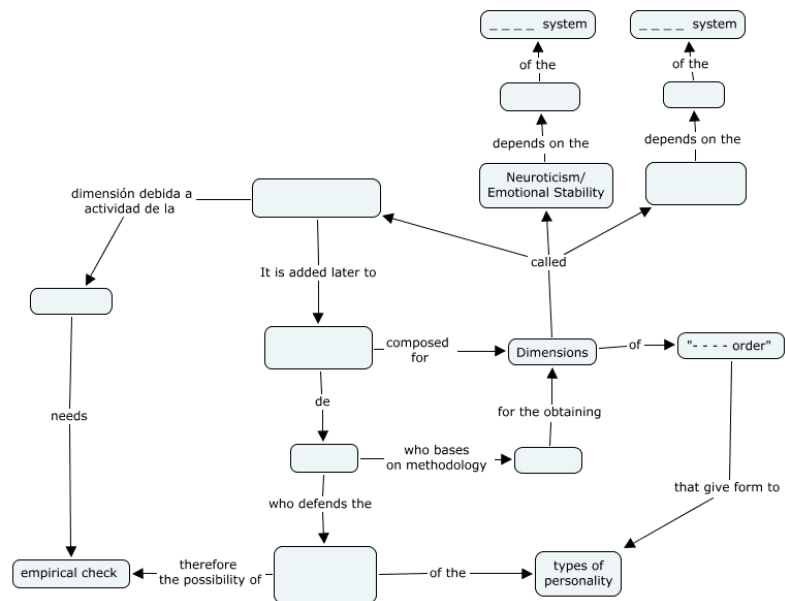 _ _ _ _ system
_ _ _ _ system
of the
of the
depends on the
depends on the
Neuroticism/
Emotional Stability
dimensión debida a
actividad de la
called
It is added later to
composed
for
Dimensions
of
"- - - - order"
de
for the obtaining
needs
who bases
on methodology
who defends the
that give form to
empirical check
therefore
the possibility of
of the
types of
personality